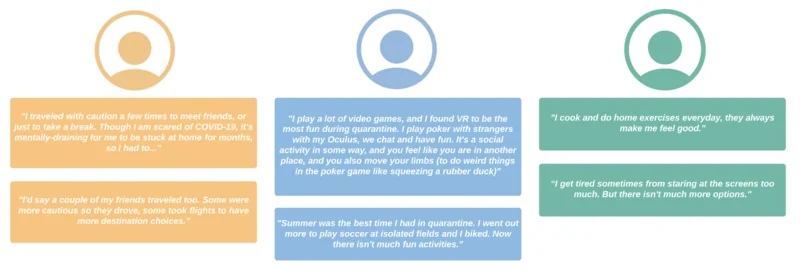 "I traveled with caution a few times to meet friends, or
just to take a break. Though I am scared of COVID-19, it's
mentally-draining for me to be stuck at home for months,
so I had to..."
"I'd say a couple of my friends traveled too. Some were
more cautious so they drove, some took flights to have
more destination choices."
"I play a lot of video games, and I found VR to be the
most fun during quarantine. I play poker with strangers
with my Oculus, we chat and have fun. It's a social
activity in some way, and you feel like you are in another
place, and you also move your limbs (to do weird things
in the poker game like squeezing a rubber duck)"
"Summer was the best time I had in quarantine. I went out
more to play soccer at isolated fields and I biked. Now
there isn't much fun activities."
"I cook and do home exercises everyday, they always
make me feel good."
"I get tired sometimes from staring at the screens too
much. But there isn't much more options."